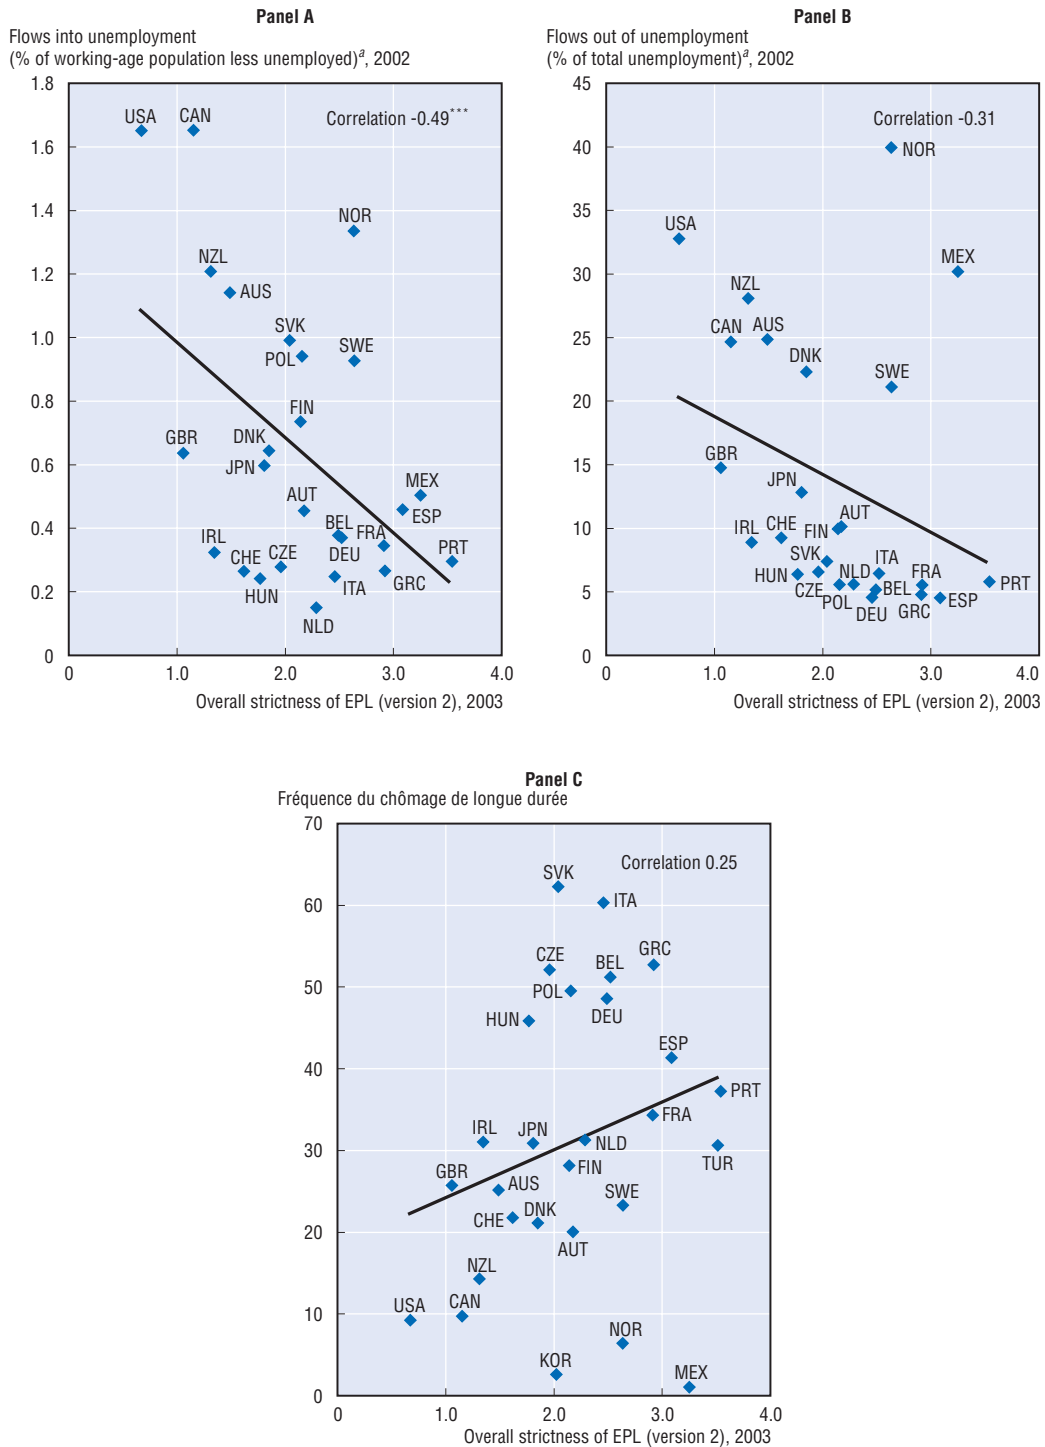 Panel A
Flows into unemployment
(% of working-age population less unemployed)a, 2002
1.8
1.6
1.4
1.2
1.0
0.8
0.6
0.4
0.2
0
0 1.0 2.0 3.0 4.0
Correlation -0.49***
USA
CAN
NOR
NZL
AUS
SVK
POL
SWE
FIN
GBR
DNK
JPN
MEX
AUT
ESP
BEL
FRA
IRL
DEU
PRT
CHE
CZE
HUN
ITA
GRC
NLD
Overall strictness of EPL (version 2), 2003
Panel B
Flows out of unemployment
(% of total unemployment)a, 2002
45
40
35
30
25
20
15
10
5
0
0 1.0 2.0 3.0 4.0
Correlation -0.31
NOR
USA
MEX
NZL
CAN
AUS
DNK
SWE
GBR
JPN
AUT
IRL
CHE
FIN
SVK
ITA
HUN
NLD
FRA
CZE
BEL
PRT
POL
DEU
GRC
ESP
Overall strictness of EPL (version 2), 2003
Panel C
Fréquence du chômage de longue durée
70
60
50
40
30
20
10
0
0 1.0 2.0 3.0 4.0
Correlation 0.25
SVK
ITA
CZE
GRC
BEL
POL
DEU
HUN
ESP
PRT
FRA
IRL
JPN
NLD
TUR
FIN
GBR
AUS
SWE
CHE
DNK
AUT
NZL
USA
CAN
NOR
KOR
MEX
Overall strictness of EPL (version 2), 2003